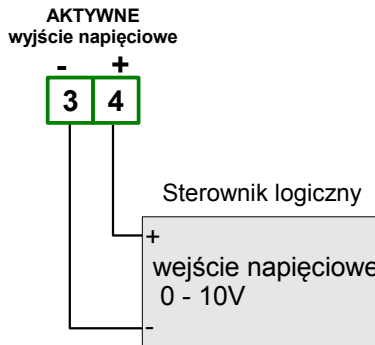 AKTYWNE
wyjście napięciowe
- +
3 4
Sterownik logiczny
+
wejście napięciowe
0 - 10V
-